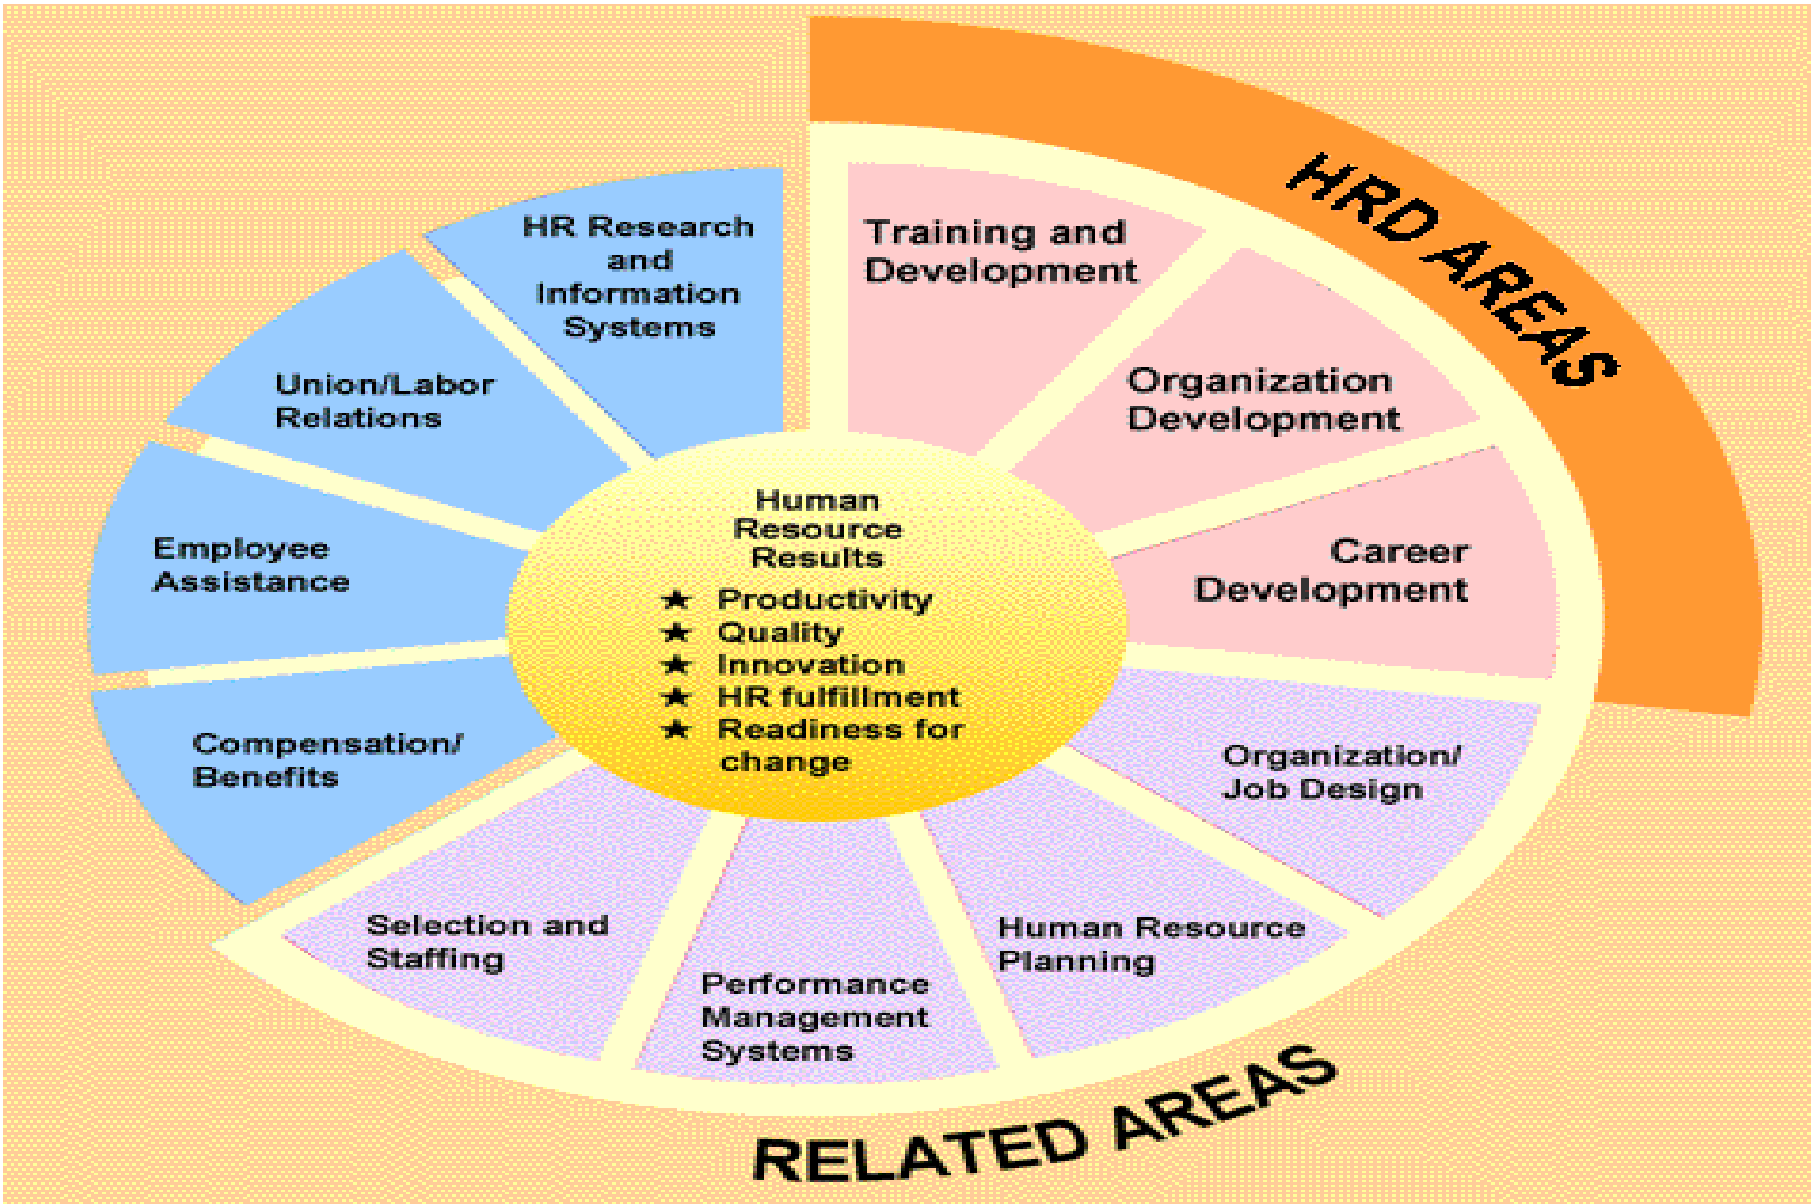 HRD AREAS
Training and
Development
Organization
Development
Career
Development
Organization/
Job Design
Human Resource
Planning
Performance
Management
Systems
Selection and
Staffing
Compensation/
Benefits
Employee
Assistance
Union/Labor
Relations
HR Research
and
Information
Systems
Human
Resource
Results
★ Productivity
★ Quality
★ Innovation
★ HR fulfillment
★ Readiness for
change
RELATED AREAS